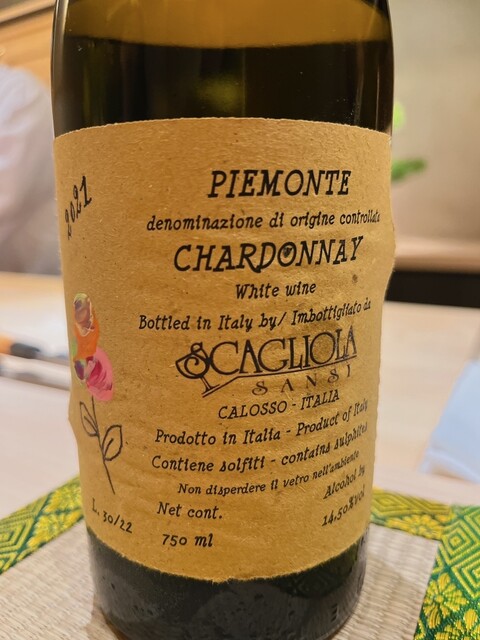 2021
PIEMONTE
denominazione di origine controllata
CHARDONNAY
White wine
Bottled in Italy by/ Imbottigliato da
SCAGLIOLA
SANSÌ
CALOSSO - ITALIA
Prodotto in Italia - Product of Italy
Contiene solfiti - contains sulphites
Non disperdere il vetro nell'ambiente
Alcohol by
14,50%vol
Net cont.
750 ml
L. 30/22